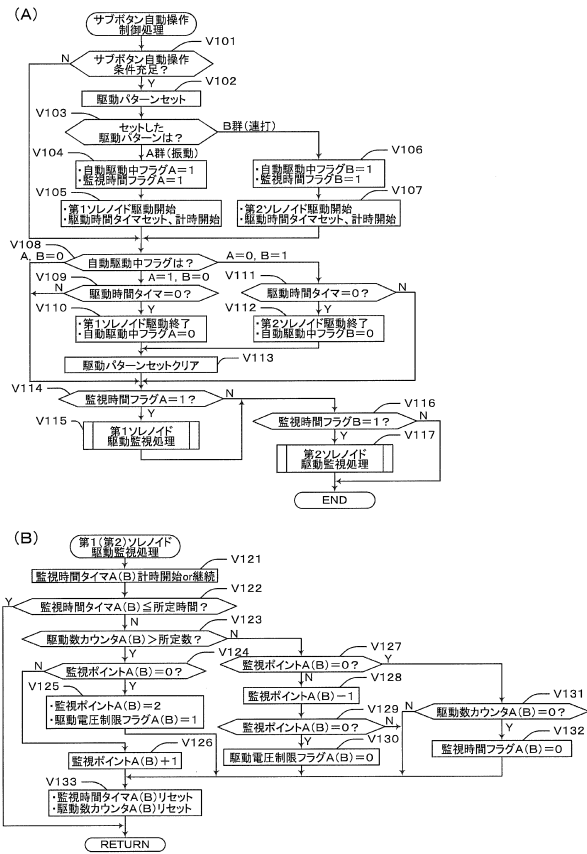 (A)
サブボタン自動操作
制御処理
V101
サブボタン自動操作
条件充足?
N
Y
V102
駆動パターンセット
V103
セットした
駆動パターンは?
B群(連打)
A群(振動)
V104
・自動駆動中フラグA=1
・監視時間フラグA=1
V106
・自動駆動中フラグB=1
・監視時間フラグB=1
V105
・第1ソレノイド駆動開始
・駆動時間タイマセット、計時開始
V107
・第2ソレノイド駆動開始
・駆動時間タイマセット、計時開始
V108
A, B=0
自動駆動中フラグは?
A=0, B=1
A=1, B=0
V109
N
駆動時間タイマ=0?
Y
V111
駆動時間タイマ=0?
N
Y
V110
・第1ソレノイド駆動終了
・自動駆動中フラグA=0
V112
・第2ソレノイド駆動終了
・自動駆動中フラグB=0
V113
駆動パターンセットクリア
V114
監視時間フラグA=1?
N
Y
V115
第1ソレノイド
駆動監視処理
V116
監視時間フラグB=1?
N
Y
V117
第2ソレノイド
駆動監視処理
END
(B)
第1(第2)ソレノイド
駆動監視処理
V121
監視時間タイマA(B)計時開始or継続
V122
Y
監視時間タイマA(B)≦所定時間?
N
V123
駆動数カウンタA(B)>所定数?
N
Y
V124
N
監視ポイントA(B)=0?
Y
V125
・監視ポイントA(B)=2
・駆動電圧制限フラグA(B)=1
V126
監視ポイントA(B)+1
V127
監視ポイントA(B)=0?
Y
N
V128
監視ポイントA(B)-1
V129
監視ポイントA(B)=0?
N
Y
V130
駆動電圧制限フラグA(B)=0
V131
N
駆動数カウンタA(B)=0?
Y
V132
監視時間フラグA(B)=0
V133
・監視時間タイマA(B)リセット
・駆動数カウンタA(B)リセット
RETURN